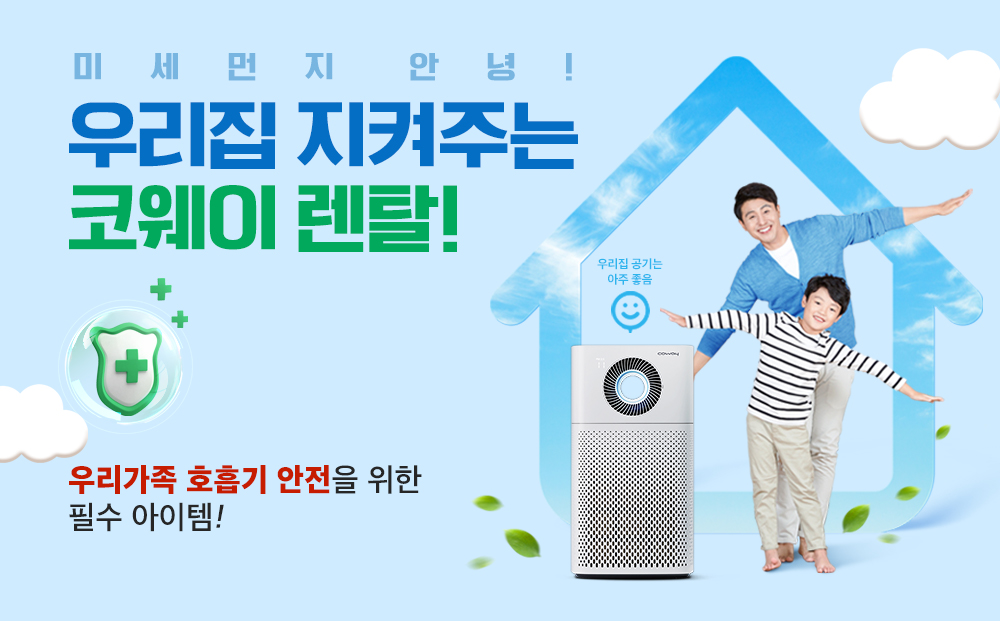 미세먼지 안녕!
우리집 지켜주는
코웨이 렌탈!
우리집 공기는
아주 좋음
coway
우리가족 호흡기 안전을 위한
필수 아이템!